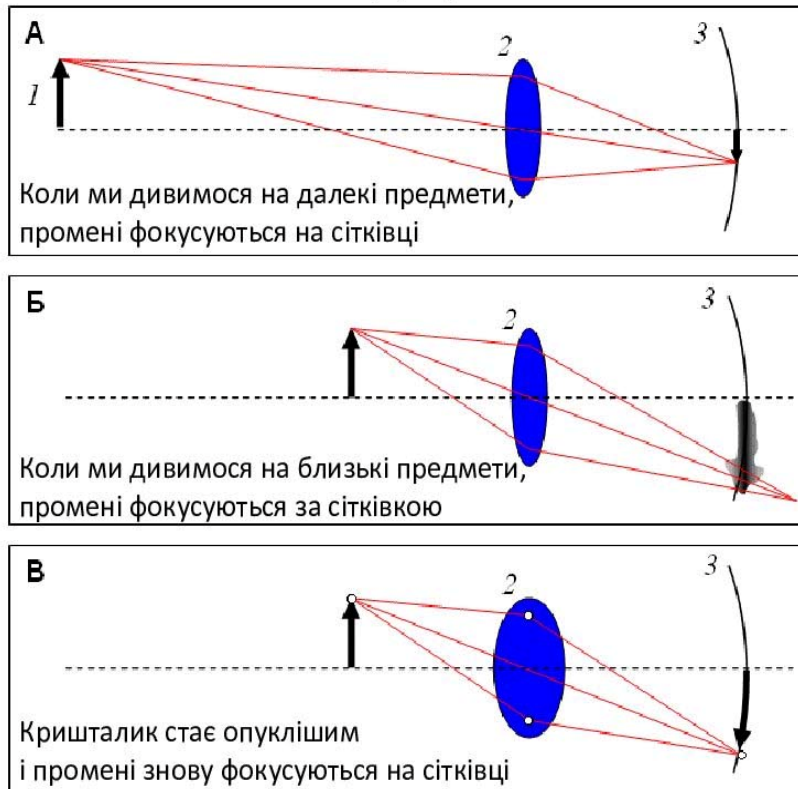 А
1
2
3
Коли ми дивимося на далекі предмети,
промені фокусуються на сітківці
Б
2
3
Коли ми дивимося на близькі предмети,
промені фокусуються за сітківкою
В
2
3
Кришталик стає опуклішим
і промені знову фокусуються на сітківці